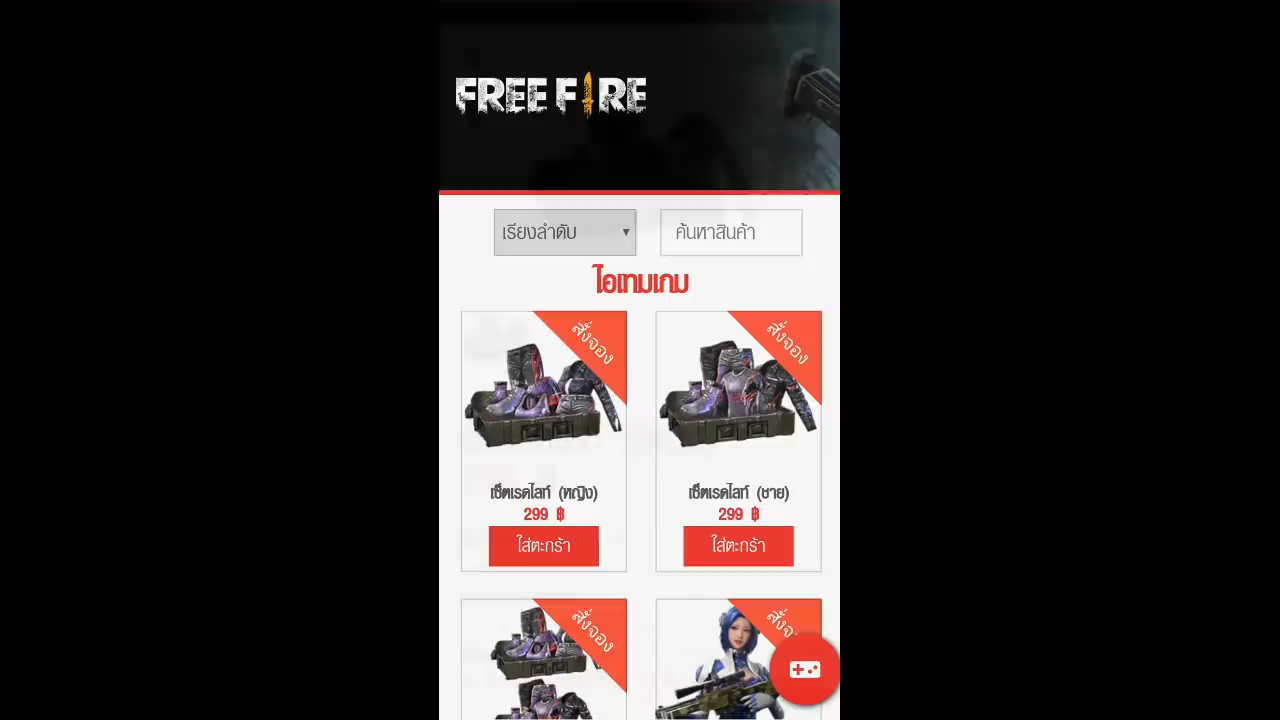 FREE FIRE
เรียงลำดับ
ค้นหาสินค้า
ไอเทมเกม
สั่งจอง
สั่งจอง
เซ็ตเรดไลท์ (หญิง)
299 ฿
ใส่ตะกร้า
เซ็ตเรดไลท์ (ชาย)
299 ฿
ใส่ตะกร้า
สั่งจอง